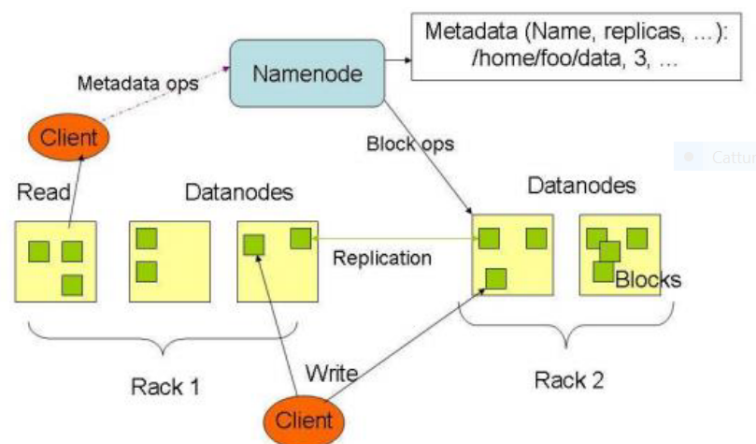 Metadata (Name, replicas, ...):
/home/foo/data, 3, ...
Namenode
Metadata ops
Client
Block ops
Read
Datanodes
Datanodes
Replication
Blocks
Rack 1
Write
Rack 2
Client